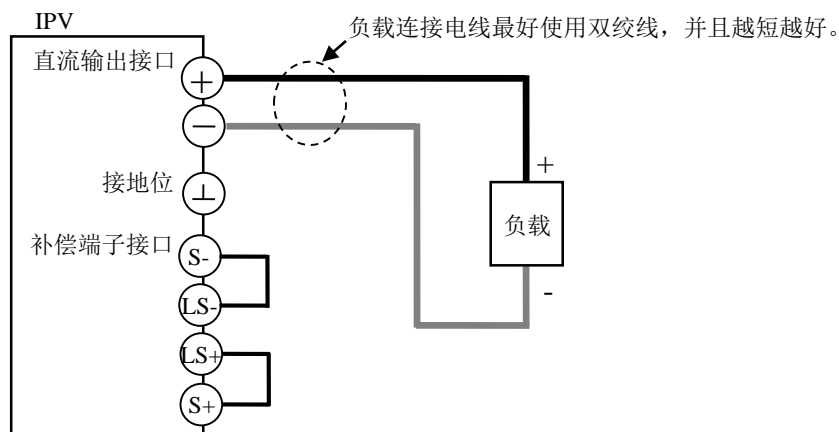 IPV
负载连接电线最好使用双绞线，并且越短越好。
直流输出接口
+
—
接地位
⊥
补偿端子接口
S-
LS-
LS+
S+
+
负载
-